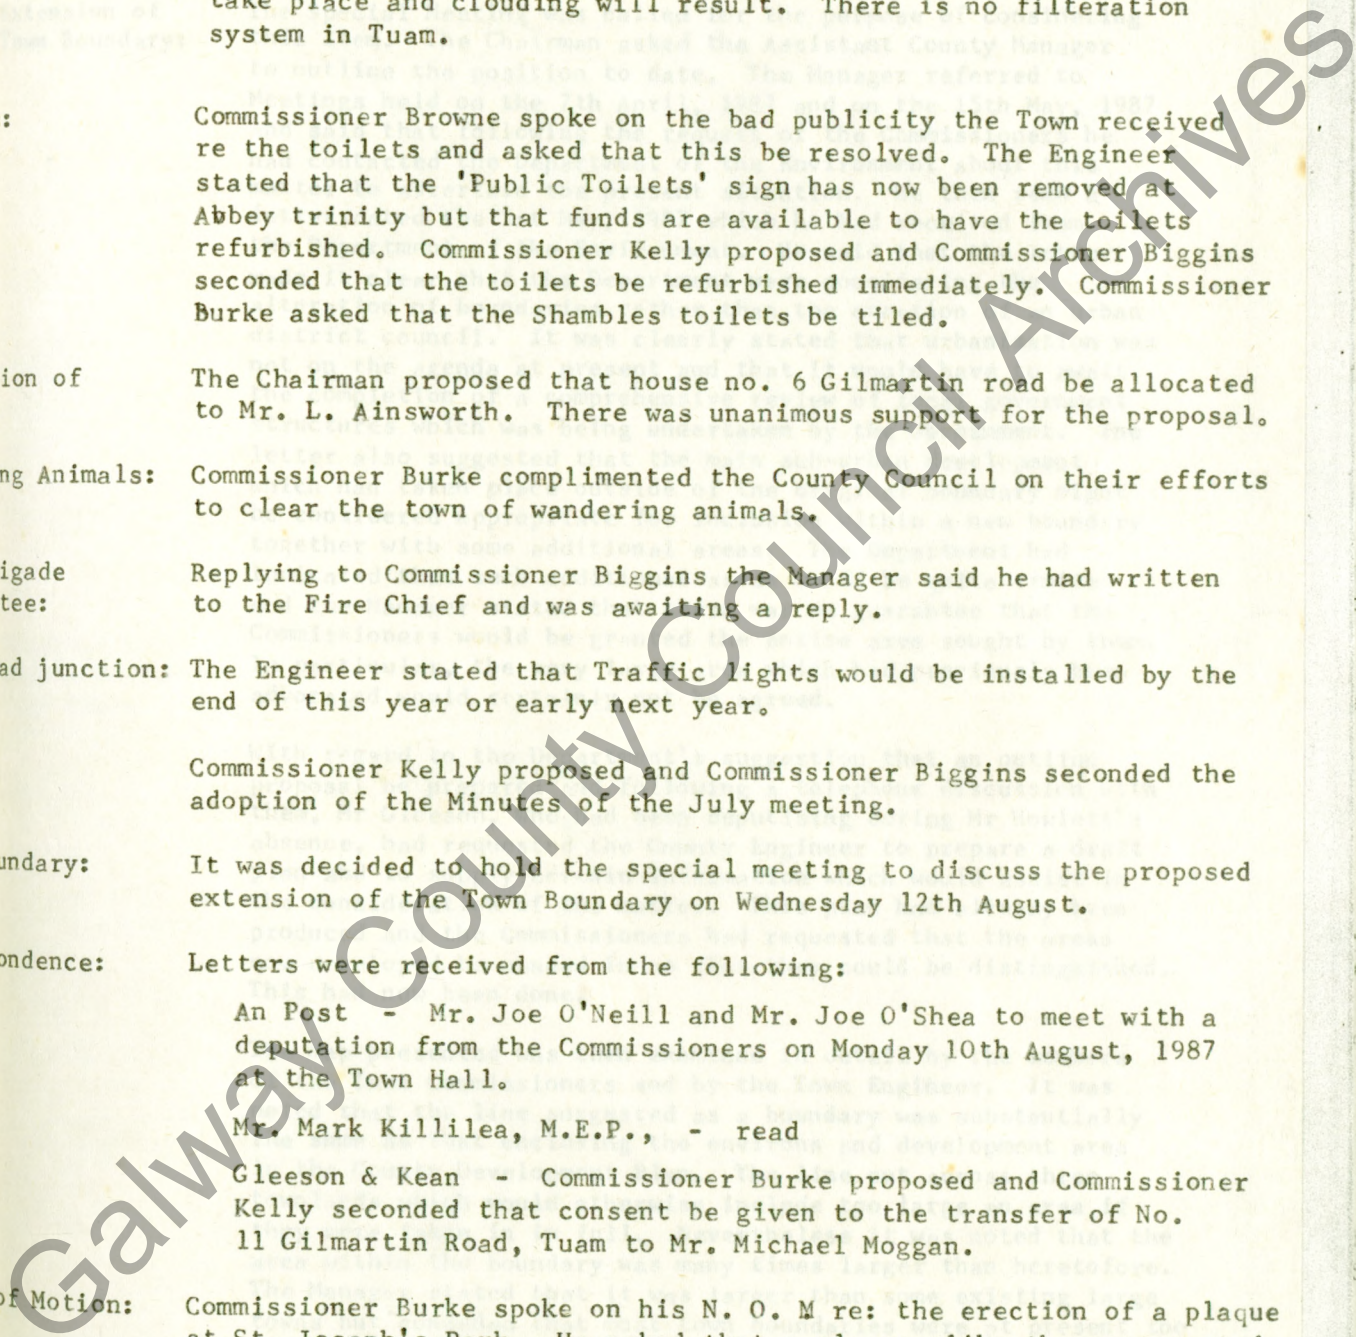 take place and clouding will result. There is no filteration
system in Tuam.
: Commissioner Browne spoke on the bad publicity the Town received
re the toilets and asked that this be resolved. The Engineer
stated that the 'Public Toilets' sign has now been removed at
Abbey trinity but that funds are available to have the toilets
refurbished. Commissioner Kelly proposed and Commissioner Biggins
seconded that the toilets be refurbished immediately. Commissioner
Burke asked that the Shambles toilets be tiled.
ion of The Chairman proposed that house no. 6 Gilmartin road be allocated
to Mr. L. Ainsworth. There was unanimous support for the proposal.
ng Animals: Commissioner Burke complimented the County Council on their efforts
to clear the town of wandering animals.
igade Replying to Commissioner Biggins the Manager said he had written
tee: to the Fire Chief and was awaiting a reply.
ad junction: The Engineer stated that Traffic lights would be installed by the
end of this year or early next year.
Commissioner Kelly proposed and Commissioner Biggins seconded the
adoption of the Minutes of the July meeting.
undary: It was decided to hold the special meeting to discuss the proposed
extension of the Town Boundary on Wednesday 12th August.
ondence: Letters were received from the following:
An Post - Mr. Joe O'Neill and Mr. Joe O'Shea to meet with a
deputation from the Commissioners on Monday 10th August, 1987
at the Town Hall.
Mr. Mark Killilea, M.E.P., - read
Gleeson & Kean - Commissioner Burke proposed and Commissioner
Kelly seconded that consent be given to the transfer of No.
11 Gilmartin Road, Tuam to Mr. Michael Moggan.
of Motion: Commissioner Burke spoke on his N. O. M re: the erection of a plaque
at St. Joseph's Park.
Galway County Council Archives